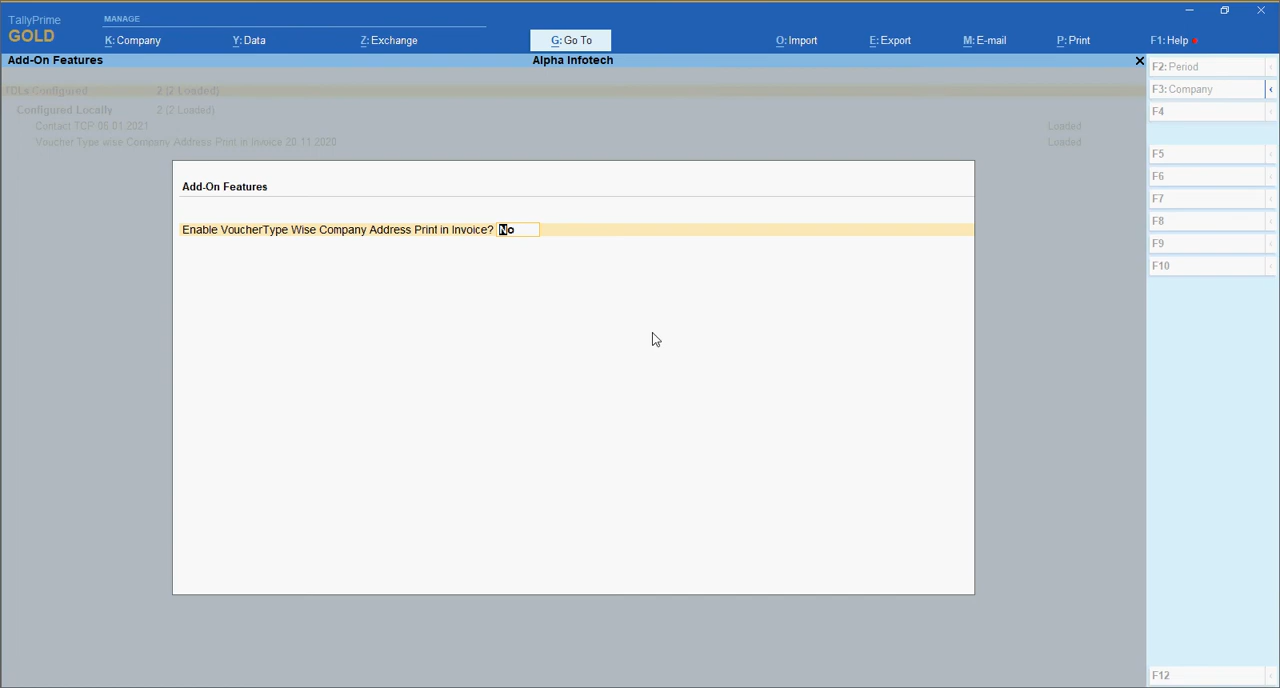 TallyPrime
GOLD
MANAGE
K: Company
Y: Data
Z: Exchange
G: Go To
O: Import
E: Export
M: E-mail
P: Print
F1: Help
Add-On Features
Alpha Infotech
F2: Period
F3: Company
F4
F5
F6
F7
F8
F9
F10
F12
TDLs Configured 2 (2 Loaded)
Configured Locally 2 (2 Loaded)
Contact TCP 06.01.2021 Loaded
Voucher Type wise Company Address Print in Invoice 20.11.2020 Loaded
Add-On Features
Enable VoucherType Wise Company Address Print in Invoice? No